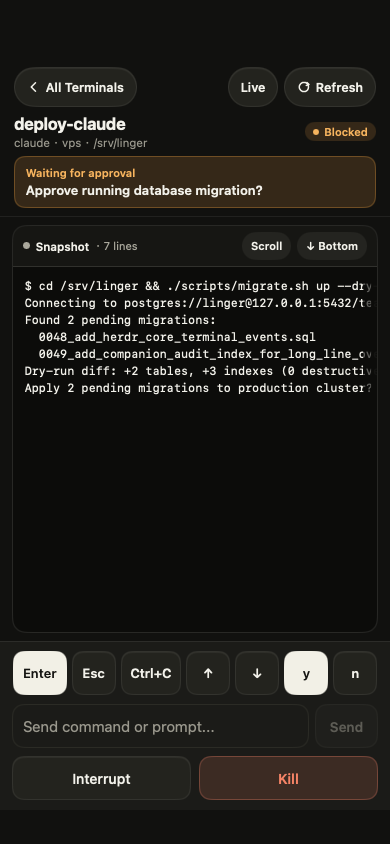 All Terminals
Live
Refresh
deploy-claude
claude · vps · /srv/linger
Blocked
Waiting for approval
Approve running database migration?
Snapshot · 7 lines
Scroll
↓ Bottom
$ cd /srv/linger && ./scripts/migrate.sh up --dry
Connecting to postgres://linger@127.0.0.1:5432/te
Found 2 pending migrations:
0048_add_herdr_core_terminal_events.sql
0049_add_companion_audit_index_for_long_line_ov
Dry-run diff: +2 tables, +3 indexes (0 destructiv
Apply 2 pending migrations to production cluster?
Enter
Esc
Ctrl+C
↑
↓
y
n
Send command or prompt...
Send
Interrupt
Kill